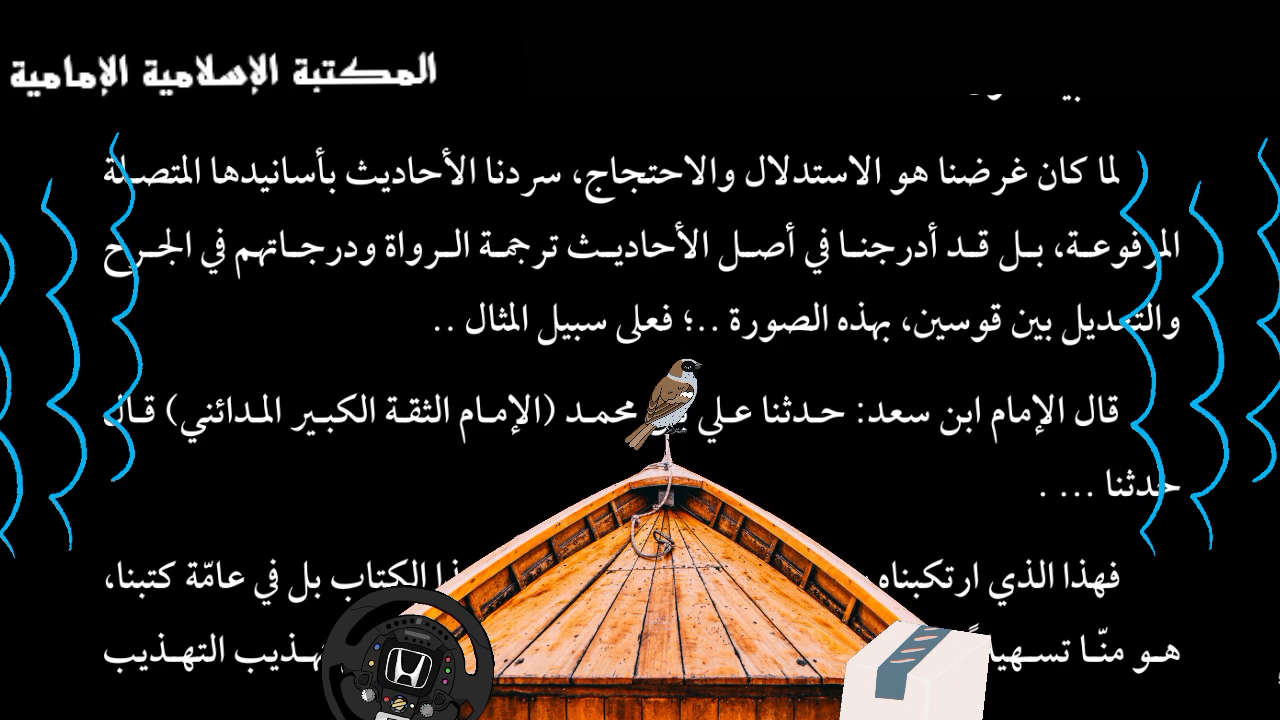 المكتبة الإسلامية الإمامية
لما كان غرضنا هو الاستدلال والاحتجاج، سردنا الأحاديث بأسانيدها المتصلة
المرفوعة، بل قد أدرجنا في أصل الأحاديث ترجمة الرواة ودرجاتهم في الجرح
والتعديل بين قوسين، بهذه الصورة ..؛ فعلى سبيل المثال ..
قال الإمام ابن سعد: حدثنا علي محمد (الإمام الثقة الكبير المدائني) قال
حدثنا ... .
فهذا الذي ارتكبناه الكتاب بل في عامّة كتبنا،
هو منّا التهذيب